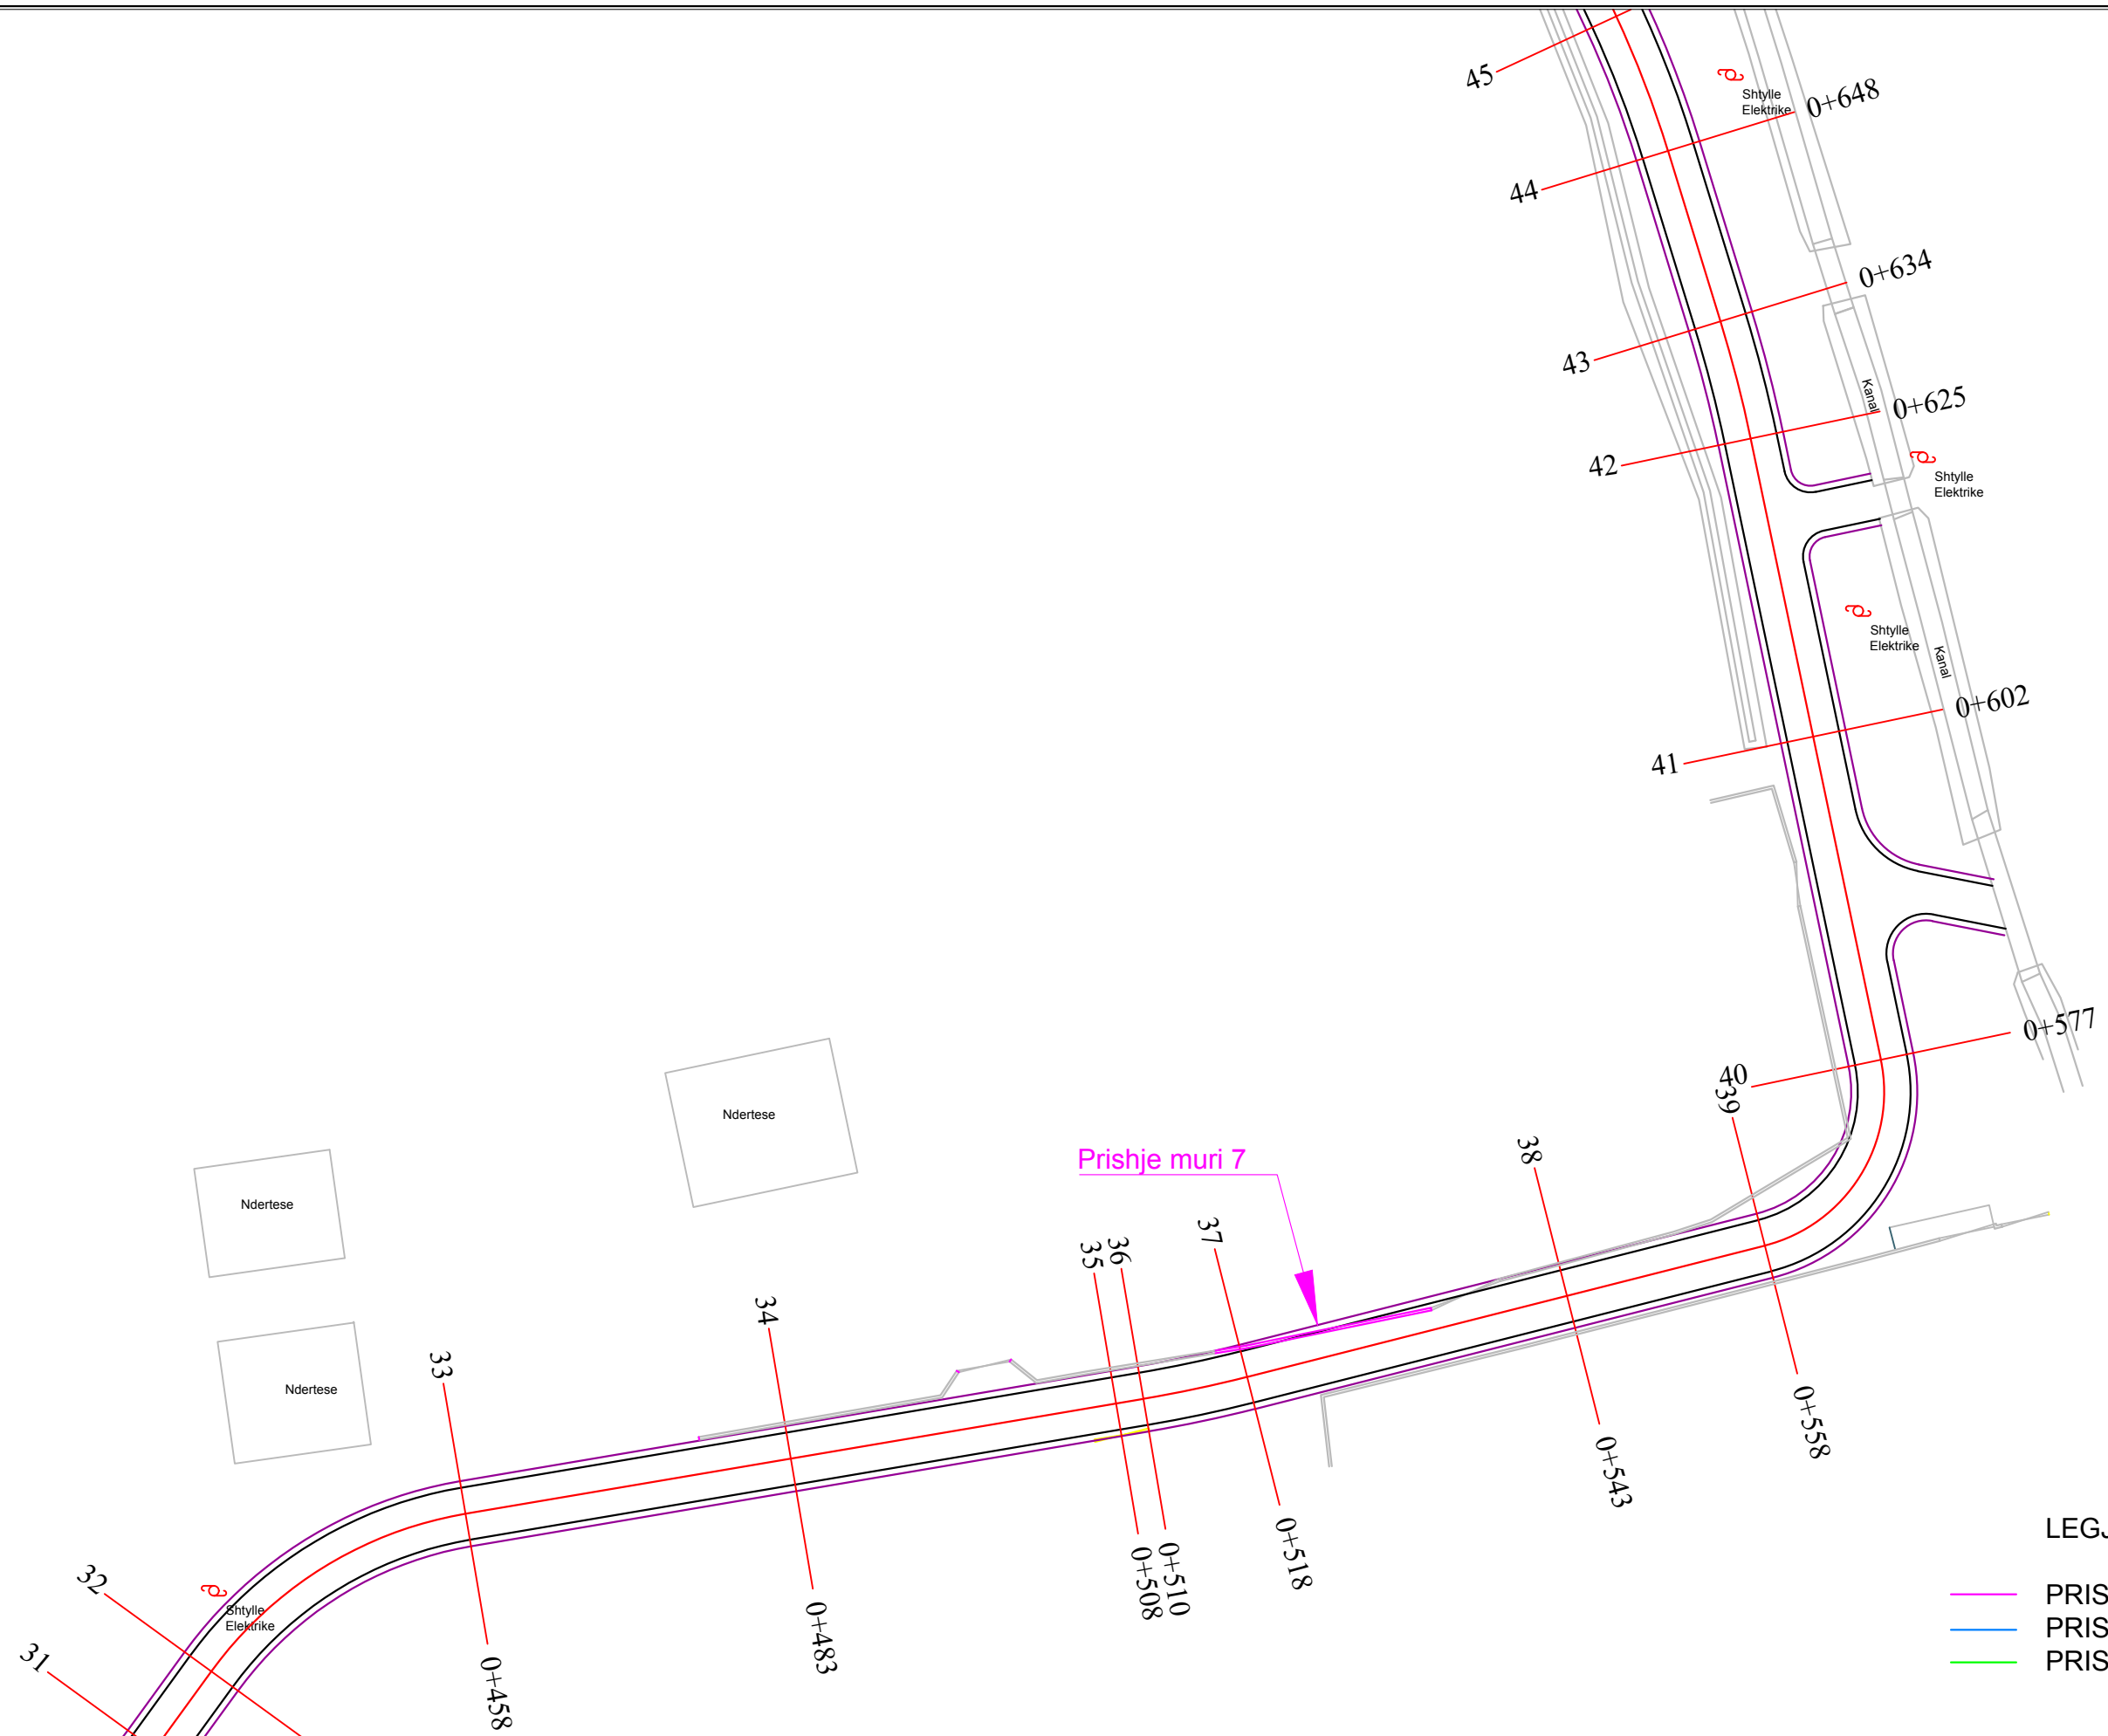 45
Shtylle
Elektrike
0+648
44
0+634
43
Kanal
0+625
42
Shtylle
Elektrike
Shtylle
Elektrike
Kanal
0+602
41
0+577
40
39
Ndertese
Prishje muri 7
38
Ndertese
37
36
35
34
33
Ndertese
0+558
0+543
0+518
0+510
0+508
0+483
0+458
32
Shtylle
Elektrike
31
LEGJ
PRIS
PRIS
PRIS